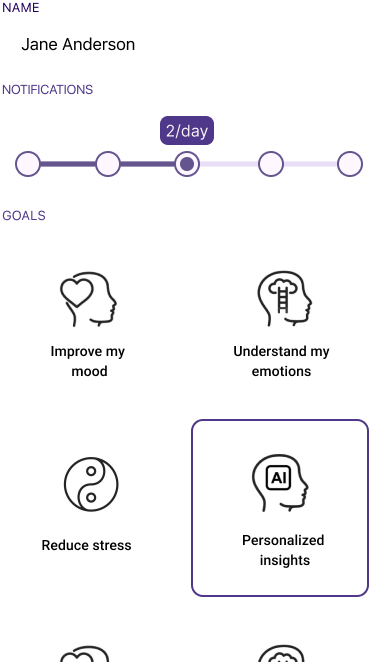 NAME
Jane Anderson
NOTIFICATIONS
2/day
GOALS
Improve my
mood
Understand my
emotions
AI
Reduce stress
Personalized
insights